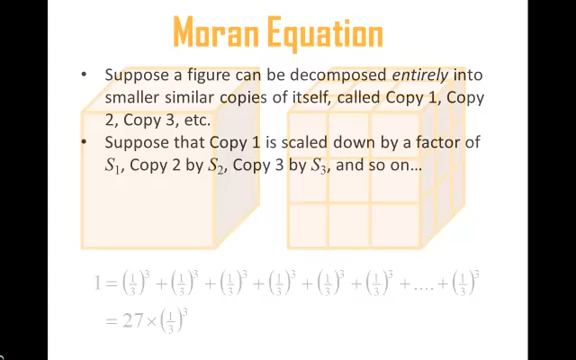 Moran Equation
• Suppose a figure can be decomposed entirely into
smaller similar copies of itself, called Copy 1, Copy
2, Copy 3, etc.
• Suppose that Copy 1 is scaled down by a factor of
S₁, Copy 2 by S₂, Copy 3 by S₃, and so on…
1 = (1/3)³ + (1/3)³ + (1/3)³ + (1/3)³ + (1/3)³ + (1/3)³ + .... + (1/3)³
= 27 × (1/3)³